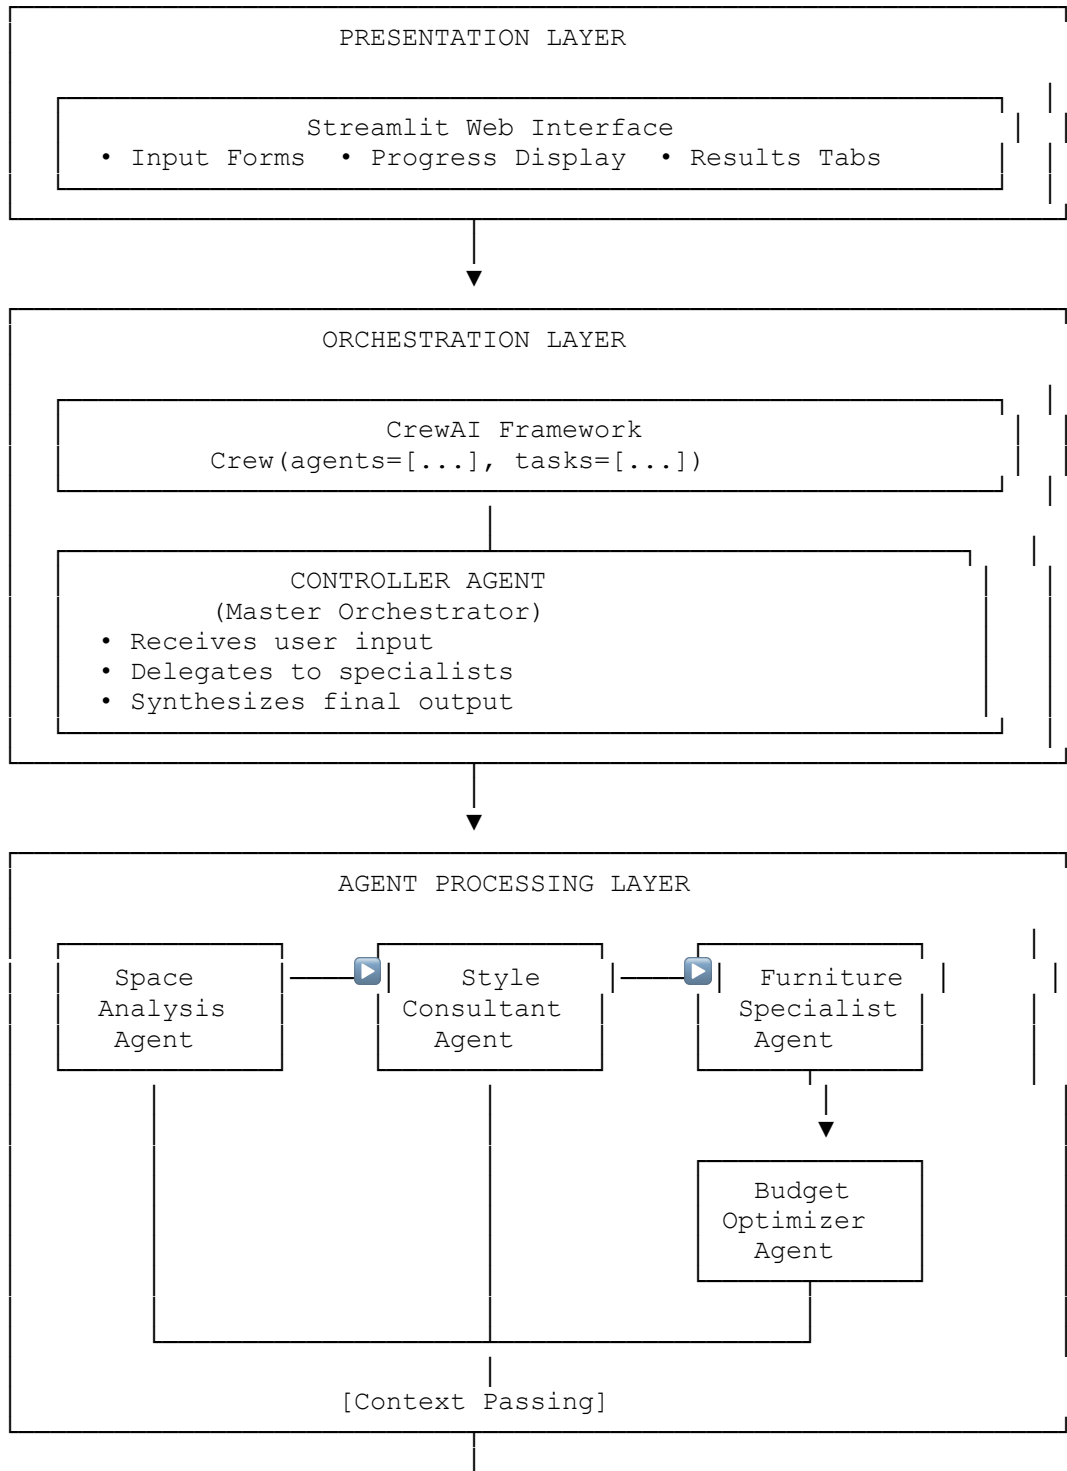 PRESENTATION LAYER
Streamlit Web Interface
• Input Forms • Progress Display • Results Tabs
ORCHESTRATION LAYER
CrewAI Framework
Crew(agents=[...], tasks=[...])
CONTROLLER AGENT
(Master Orchestrator)
• Receives user input
• Delegates to specialists
• Synthesizes final output
AGENT PROCESSING LAYER
Space
Analysis
Agent
Style
Consultant
Agent
Furniture
Specialist
Agent
Budget
Optimizer
Agent
[Context Passing]